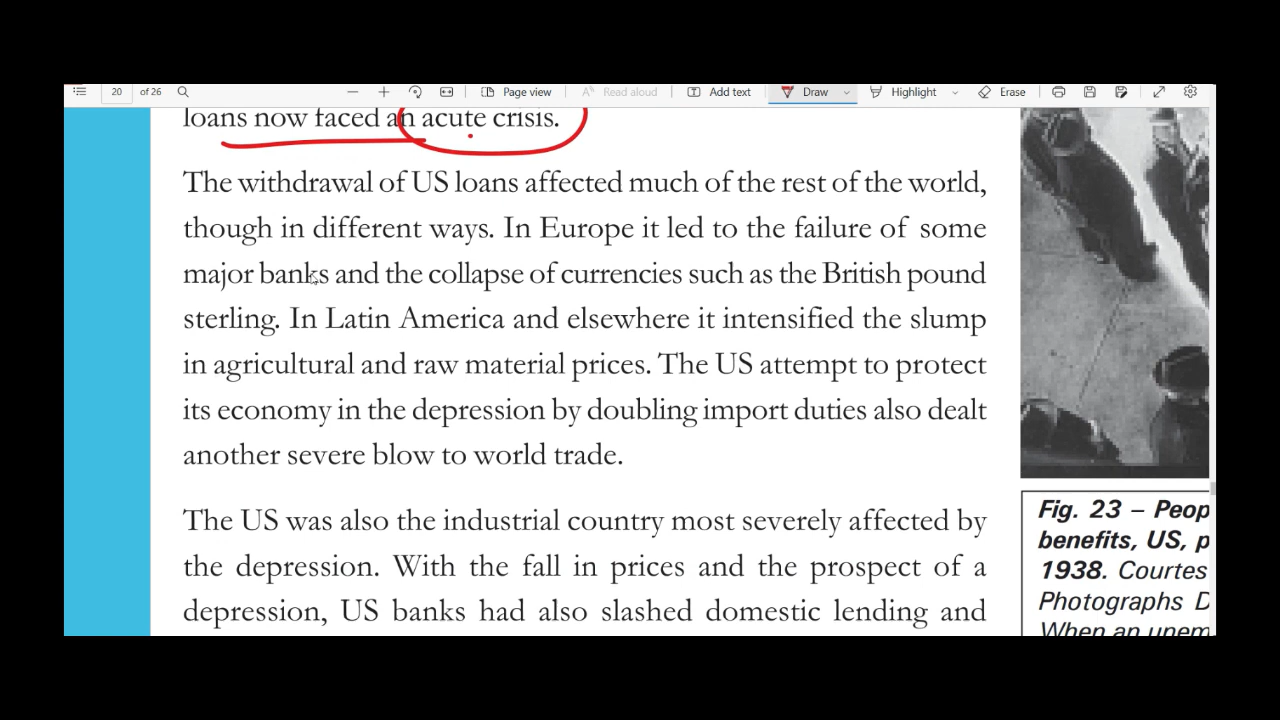 20 of 26 Page view Read aloud Add text Draw Highlight Erase
loans now faced an acute crisis.
The withdrawal of US loans affected much of the rest of the world,
though in different ways. In Europe it led to the failure of some
major banks and the collapse of currencies such as the British pound
sterling. In Latin America and elsewhere it intensified the slump
in agricultural and raw material prices. The US attempt to protect
its economy in the depression by doubling import duties also dealt
another severe blow to world trade.
The US was also the industrial country most severely affected by
the depression. With the fall in prices and the prospect of a
depression, US banks had also slashed domestic lending and
Fig. 23 – Peop
benefits, US, p
1938. Courtes
Photographs D
When an unem